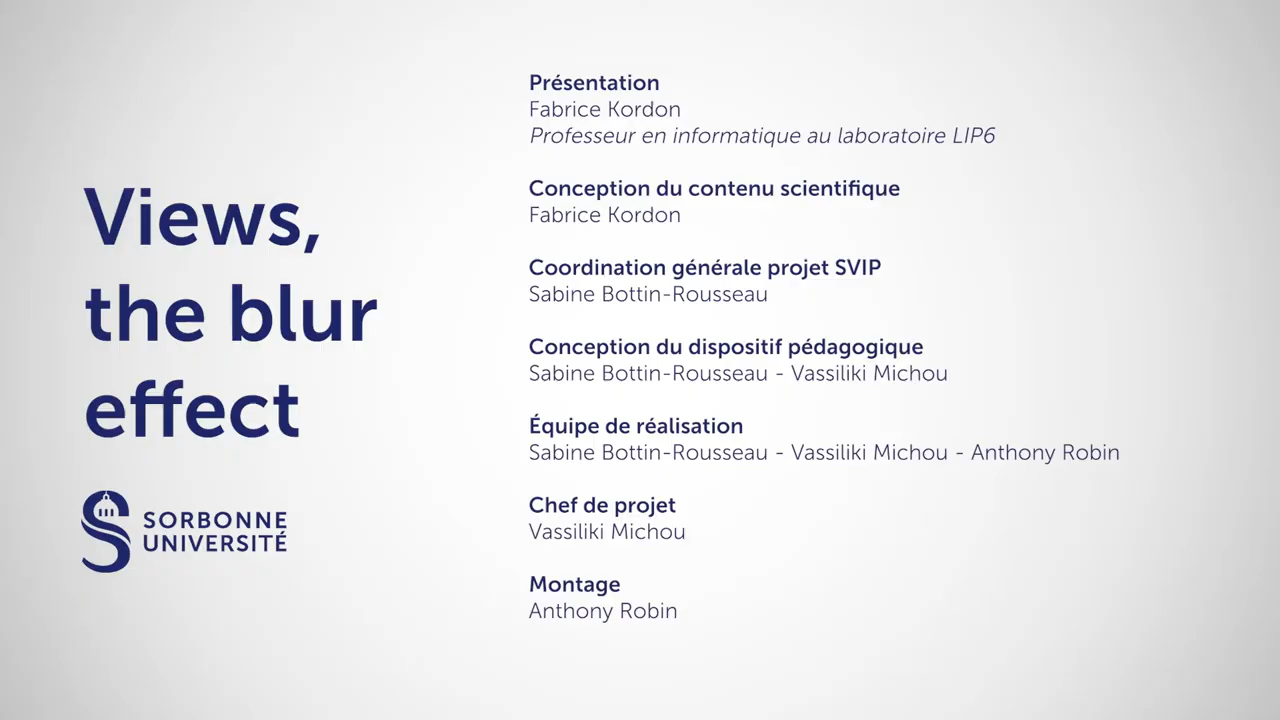 Views,
the blur
effect
SORBONNE
UNIVERSITÉ
Présentation
Fabrice Kordon
Professeur en informatique au laboratoire LIP6
Conception du contenu scientifique
Fabrice Kordon
Coordination générale projet SVIP
Sabine Bottin-Rousseau
Conception du dispositif pédagogique
Sabine Bottin-Rousseau - Vassiliki Michou
Équipe de réalisation
Sabine Bottin-Rousseau - Vassiliki Michou - Anthony Robin
Chef de projet
Vassiliki Michou
Montage
Anthony Robin